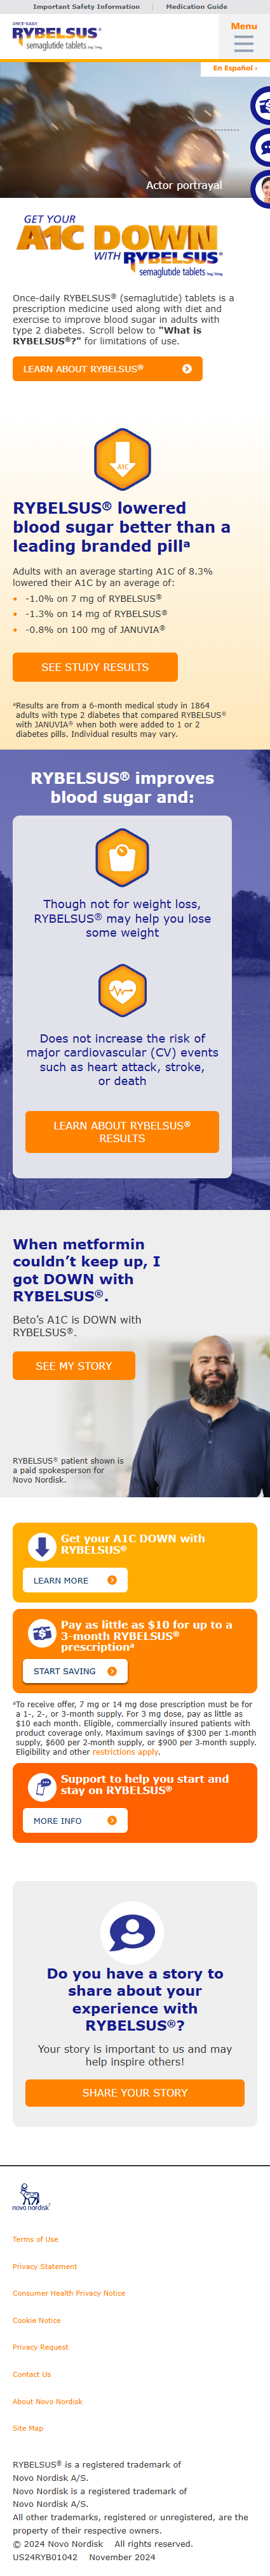 Important Safety Information | Medication Guide
ONCE-DAILY
RYBELSUS®
semaglutide tablets
Menu
En Español ›
Actor portrayal
GET YOUR
A1C DOWN
WITH RYBELSUS®
semaglutide tablets
Once-daily RYBELSUS® (semaglutide) tablets is a
prescription medicine used along with diet and
exercise to improve blood sugar in adults with
type 2 diabetes. Scroll below to "What is
RYBELSUS®?" for limitations of use.
LEARN ABOUT RYBELSUS®
A1C
RYBELSUS® lowered
blood sugar better than a
leading branded pillᵃ
Adults with an average starting A1C of 8.3%
lowered their A1C by an average of:
• -1.0% on 7 mg of RYBELSUS®
• -1.3% on 14 mg of RYBELSUS®
• -0.8% on 100 mg of JANUVIA®
SEE STUDY RESULTS
ᵃResults are from a 6-month medical study in 1864
adults with type 2 diabetes that compared RYBELSUS®
with JANUVIA® when both were added to 1 or 2
diabetes pills. Individual results may vary.
RYBELSUS® improves
blood sugar and:
Though not for weight loss,
RYBELSUS® may help you lose
some weight
Does not increase the risk of
major cardiovascular (CV) events
such as heart attack, stroke,
or death
LEARN ABOUT RYBELSUS®
RESULTS
When metformin
couldn’t keep up, I
got DOWN with
RYBELSUS®.
Beto’s A1C is DOWN with
RYBELSUS®.
SEE MY STORY
RYBELSUS® patient shown is
a paid spokesperson for
Novo Nordisk.
Get your A1C DOWN with
RYBELSUS®
LEARN MORE
Pay as little as $10 for up to a
3-month RYBELSUS®
prescriptionᵃ
START SAVING
ᵃTo receive offer, 7 mg or 14 mg dose prescription must be for
a 1-, 2-, or 3-month supply. For 3 mg dose, pay as little as
$10 each month. Eligible, commercially insured patients with
product coverage only. Maximum savings of $300 per 1-month
supply, $600 per 2-month supply, or $900 per 3-month supply.
Eligibility and other restrictions apply.
Support to help you start and
stay on RYBELSUS®
MORE INFO
Do you have a story to
share about your
experience with
RYBELSUS®?
Your story is important to us and may
help inspire others!
SHARE YOUR STORY
novo nordisk®
Terms of Use
Privacy Statement
Consumer Health Privacy Notice
Cookie Notice
Privacy Request
Contact Us
About Novo Nordisk
Site Map
RYBELSUS® is a registered trademark of
Novo Nordisk A/S.
Novo Nordisk is a registered trademark of
Novo Nordisk A/S.
All other trademarks, registered or unregistered, are the
property of their respective owners.
© 2024 Novo Nordisk All rights reserved.
US24RYB01042 November 2024